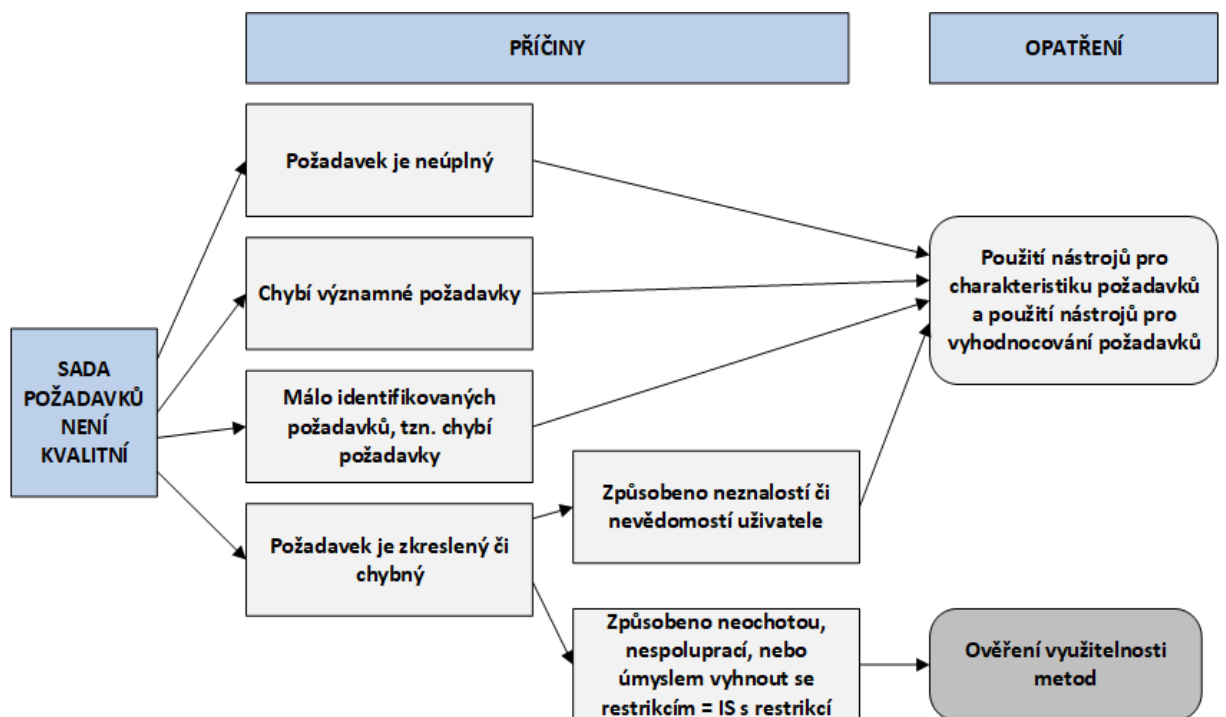 PŘÍČINY
OPATŘENÍ
Požadavek je neúplný
Chybí významné požadavky
Málo identifikovaných
požadavků, tzn. chybí
požadavky
Požadavek je zkreslený či
chybný
SADA
POŽADAVKŮ
NENÍ
KVALITNÍ
Způsobeno neznalostí či
nevědomostí uživatele
Způsobeno neochotou,
nespoluprací, nebo
úmyslem vyhnout se
restrikcím = IS s restrikcí
Použití nástrojů pro
charakteristiku požadavků
a použití nástrojů pro
vyhodnocování požadavků
Ověření využitelnosti
metod